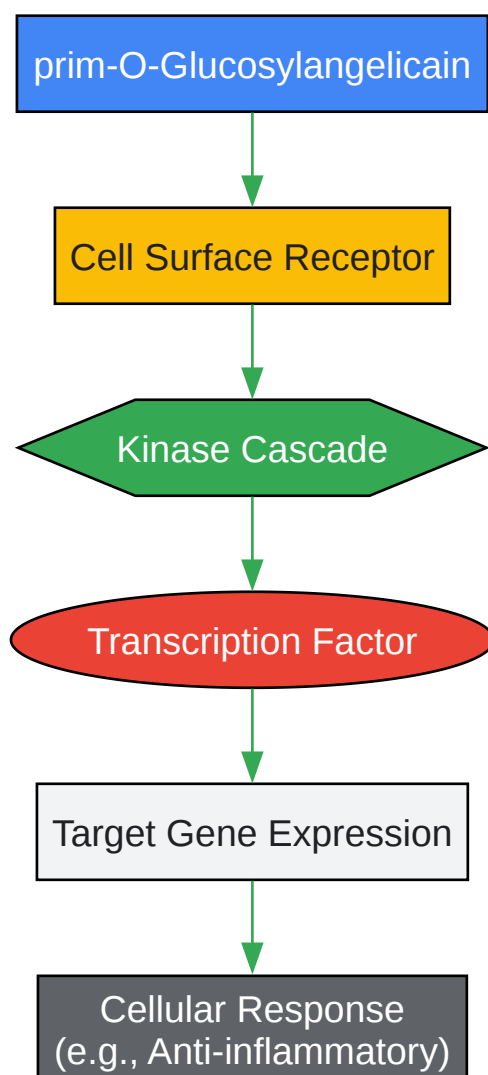 prim-O-Glucosylangelicain
Cell Surface Receptor
Kinase Cascade
Transcription Factor
Target Gene Expression
Cellular Response
(e.g., Anti-inflammatory)